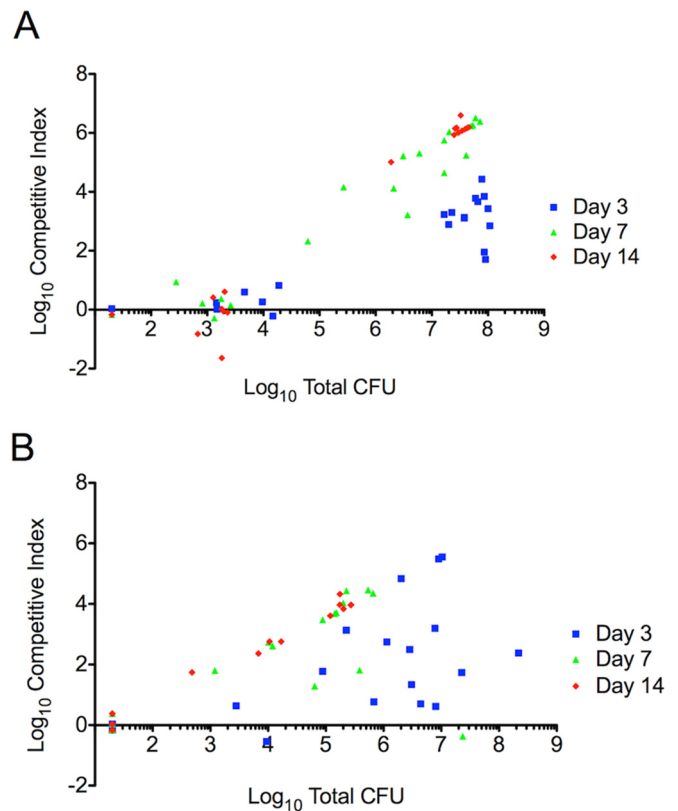 A
8
6
4
2
0
-2
Log10 Competitive Index
2 3 4 5 6 7 8 9
Log10 Total CFU
Day 3
Day 7
Day 14
B
8
6
4
2
0
-2
Log10 Competitive Index
2 3 4 5 6 7 8 9
Log10 Total CFU
Day 3
Day 7
Day 14